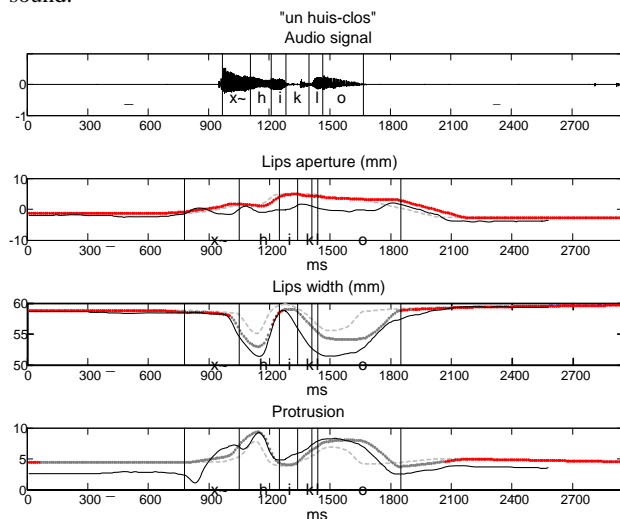 sound.
"un huis-clos"
Audio signal
0
-1
_ x~ h i k l o _
0 300 600 900 1200 1500 1800 2100 2400 2700
Lips aperture (mm)
10
0
-10
_ x~ h i k l o
0 300 600 900 1200 1500 1800 2100 2400 2700
ms
Lips width (mm)
60
55
50
_ x~ h i k l o
0 300 600 900 1200 1500 1800 2100 2400 2700
ms
Protrusion
10
5
0
_ x~ h i k l o
0 300 600 900 1200 1500 1800 2100 2400 2700
ms